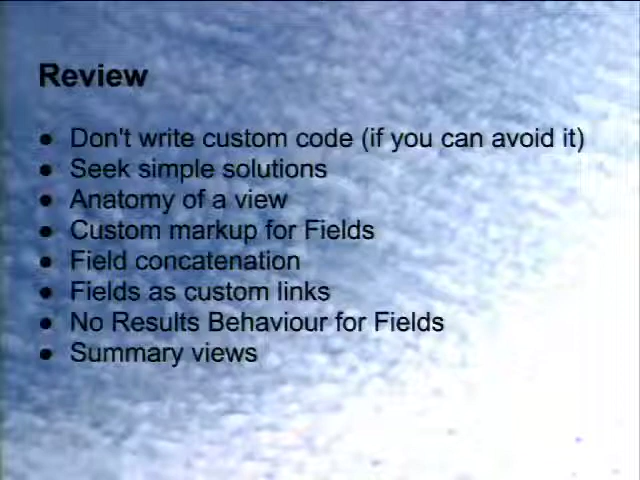 Review
● Don't write custom code (if you can avoid it)
● Seek simple solutions
● Anatomy of a view
● Custom markup for Fields
● Field concatenation
● Fields as custom links
● No Results Behaviour for Fields
● Summary views